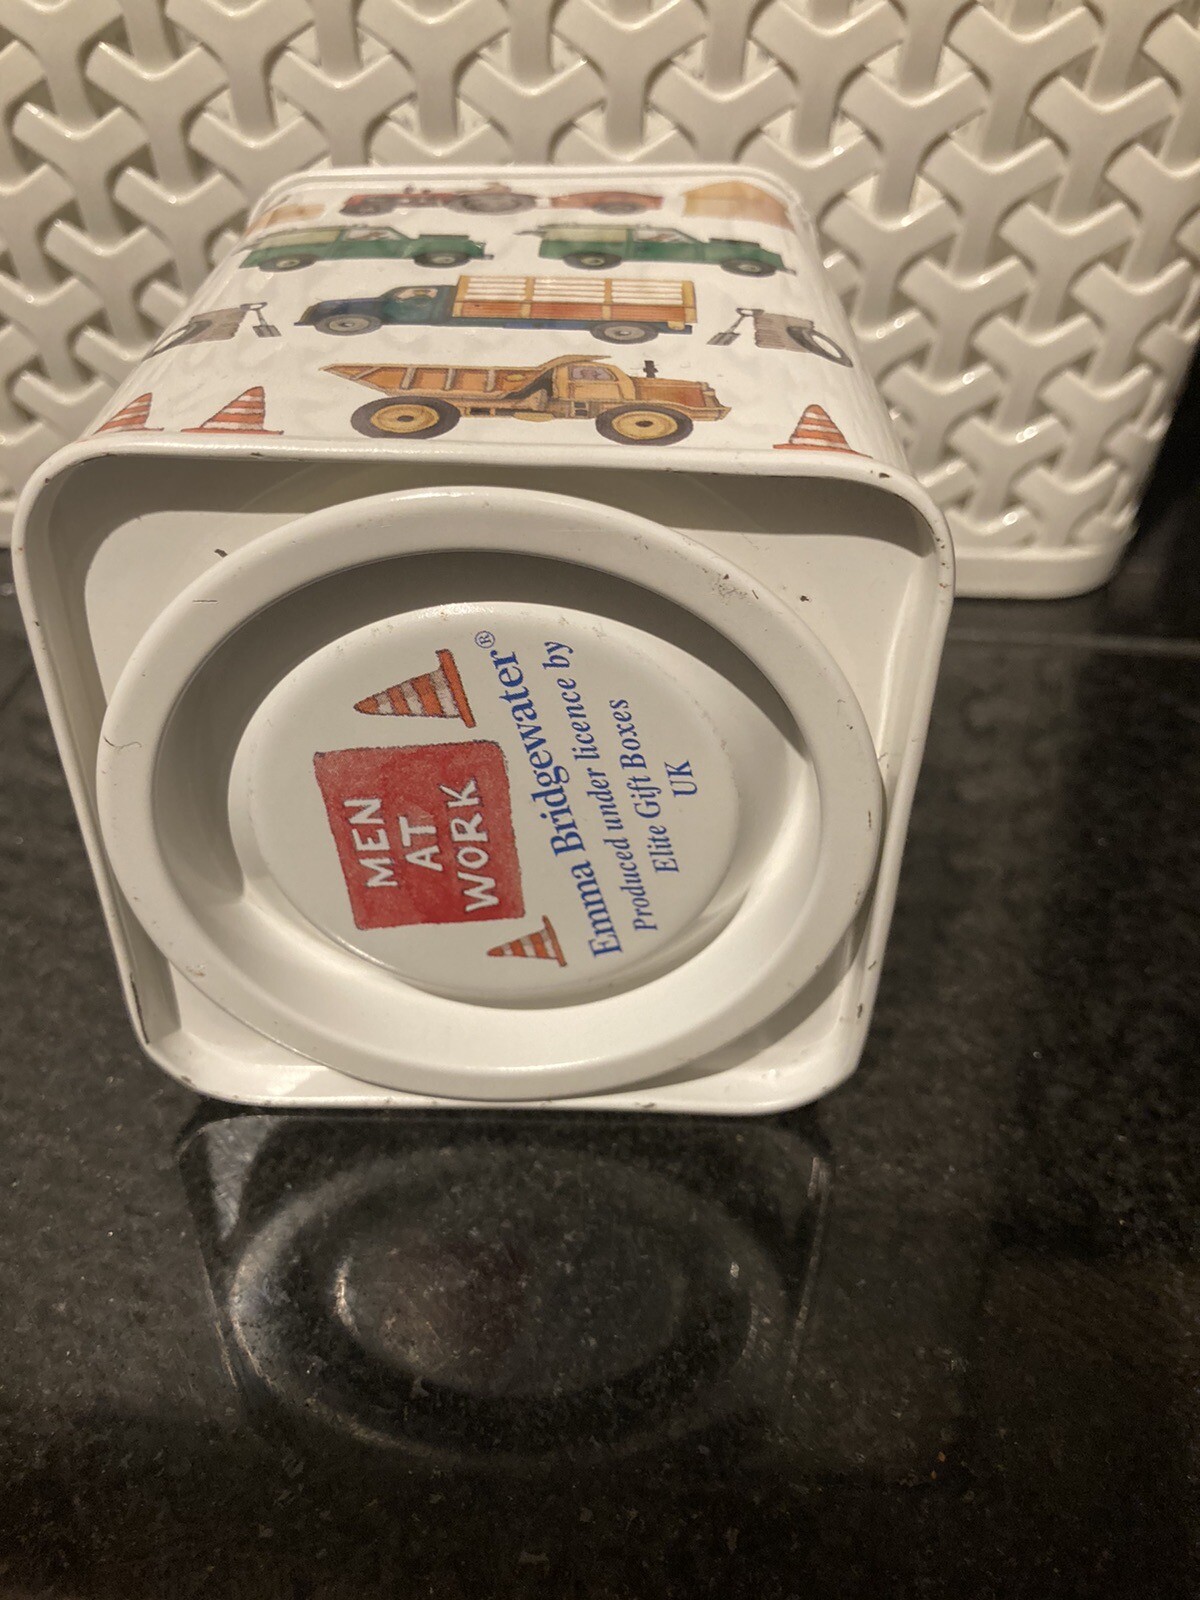 MEN
AT
WORK
Emma Bridgewater®
Produced under licence by
Elite Gift Boxes
UK